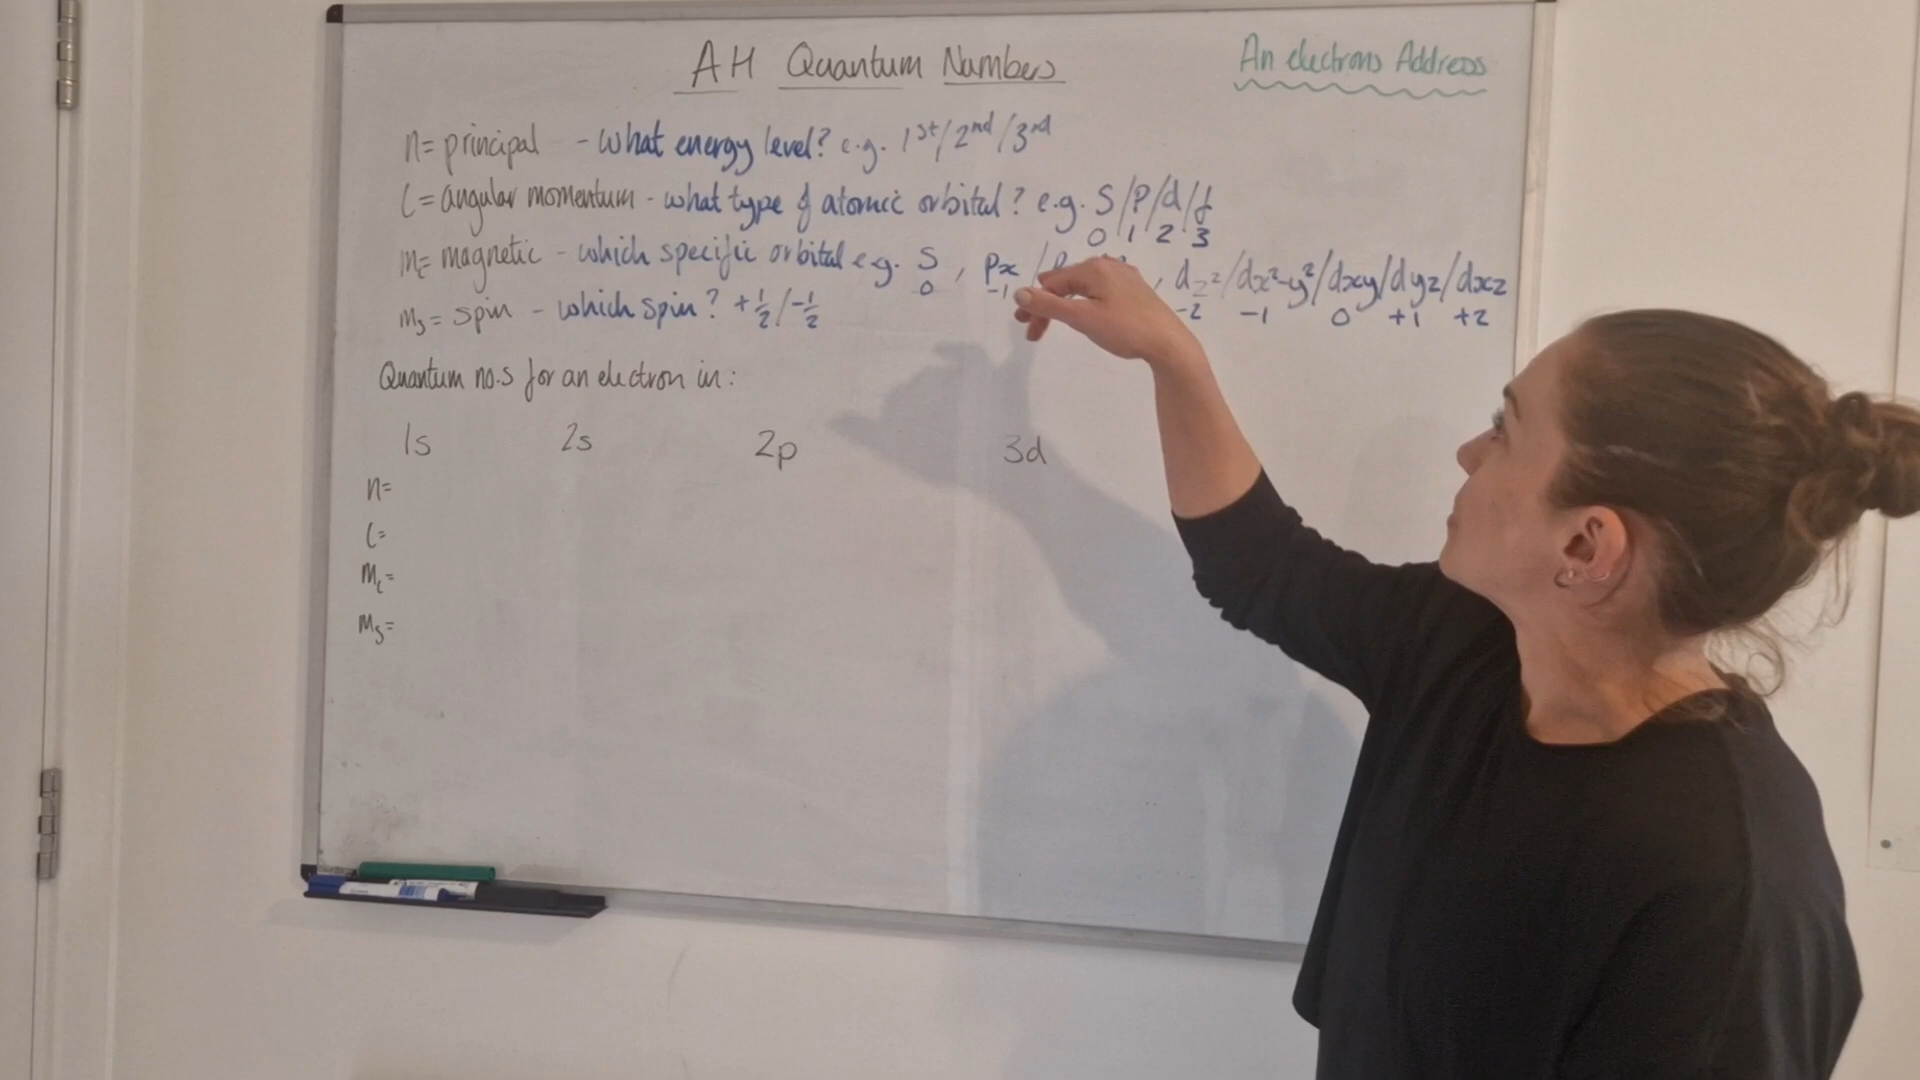 AH Quantum Numbers
An electrons Address
n= principal - What energy level? e.g. 1st/2nd/3rd
l= angular momentum - what type of atomic orbital? e.g. s/p/d/f
0 1 2 3
ml= magnetic - which specific orbital e.g. s, px / , dz²/dx²-y²/dxy/dyz/dxz
0 -1 -2 -1 0 +1 +2
ms= spin - which spin? +1/2 / -1/2
Quantum no.s for an electron in:
1s 2s 2p 3d
n=
l=
ml=
ms=